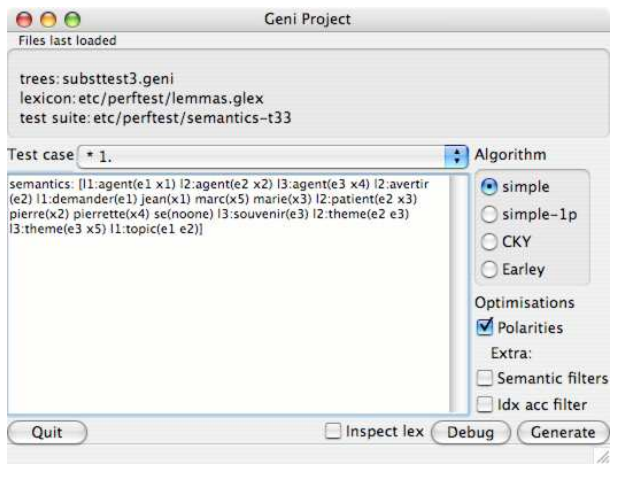 Geni Project
Files last loaded
trees: substtest3.geni
lexicon: etc/perftest/lemmas.glex
test suite: etc/perftest/semantics-t33
Test case * 1.
semantics: [l1:agent(e1 x1) l2:agent(e2 x2) l3:agent(e3 x4) l2:avertir
(e2) l1:demander(e1) jean(x1) marc(x5) marie(x3) l2:patient(e2 x3)
pierre(x2) pierrette(x4) se(noone) l3:souvenir(e3) l2:theme(e2 e3)
l3:theme(e3 x5) l1:topic(e1 e2)]
Algorithm
simple
simple-1p
CKY
Earley
Optimisations
Polarities
Extra:
Semantic filters
Idx acc filter
Quit Inspect lex Debug Generate